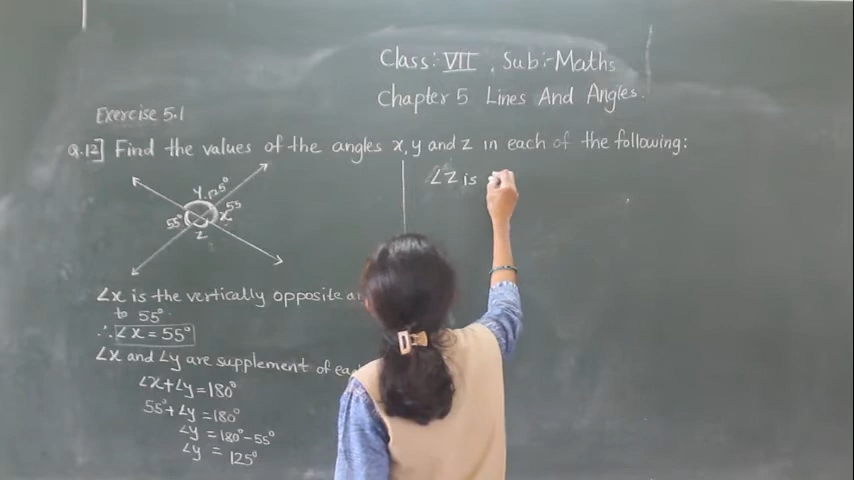 Class: VII, Sub:-Maths
Chapter 5 Lines And Angles.
Exercise 5.1
Q.12] Find the values of the angles x, y and z in each of the following:
y 125°
55° x 55
z
∠x is the vertically opposite
to 55°.
∴ ∠x = 55°
∠x and ∠y are supplement of
∠x+∠y = 180°
55°+∠y = 180°
∠y = 180°-55°
∠y = 125°
∠z is